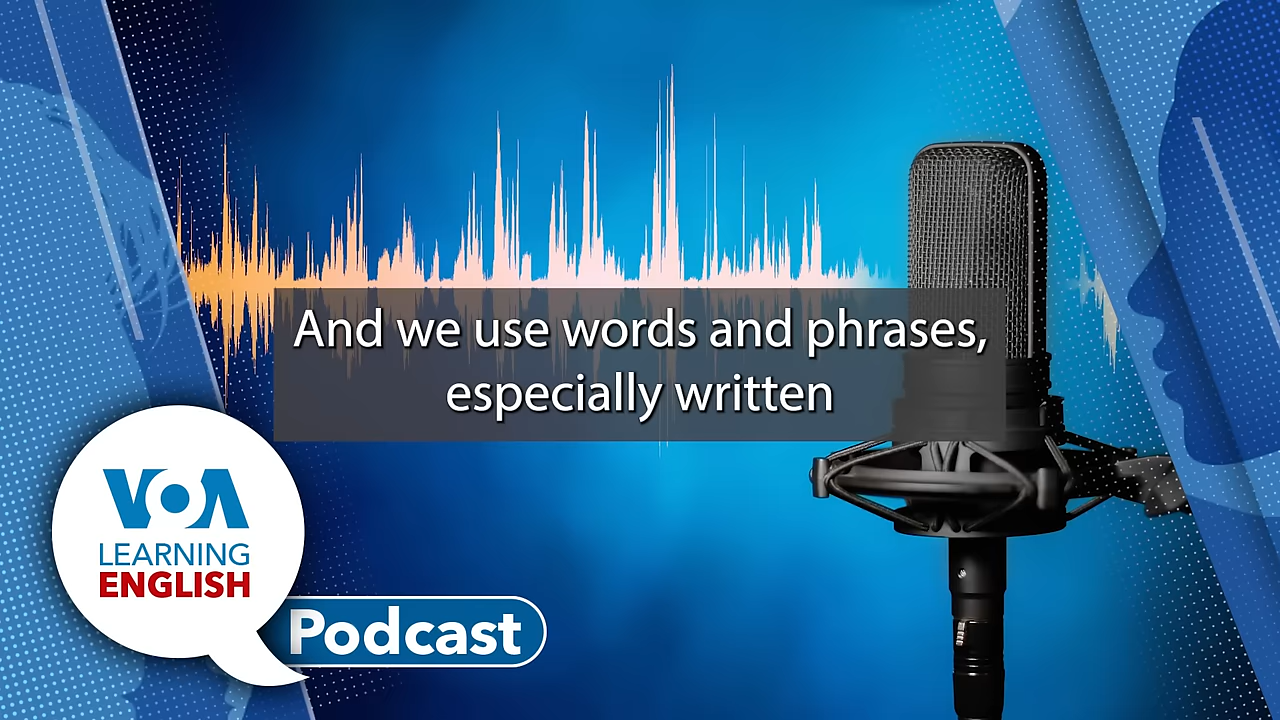 And we use words and phrases,
especially written
VOA
LEARNING
ENGLISH
Podcast